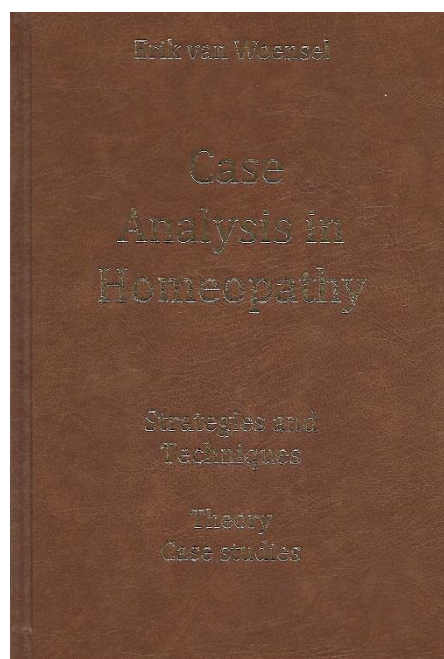 Erik van Woensel
Case
Analysis in
Homeopathy
Strategies and
Techniques
Theory
Case studies